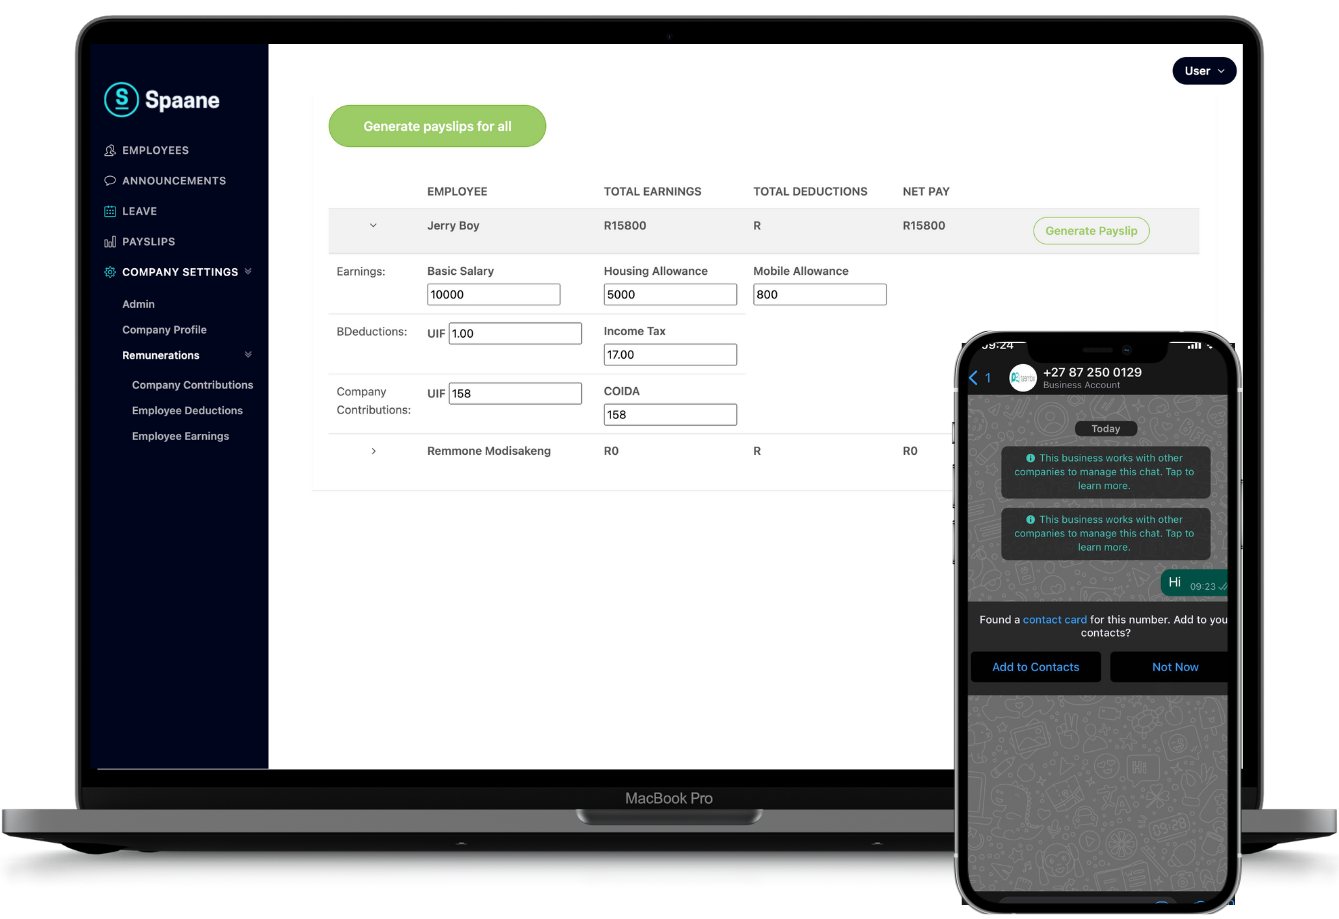 Spaane
EMPLOYEES
ANNOUNCEMENTS
LEAVE
PAYSLIPS
COMPANY SETTINGS
Admin
Company Profile
Remunerations
Company Contributions
Employee Deductions
Employee Earnings
User
Generate payslips for all
EMPLOYEE TOTAL EARNINGS TOTAL DEDUCTIONS NET PAY
Jerry Boy R15800 R R15800 Generate Payslip
Earnings: Basic Salary Housing Allowance Mobile Allowance
10000 5000 800
BDeductions: UIF 1.00 Income Tax
17.00
Company UIF 158 COIDA
Contributions: 158
Remmone Modisakeng R0 R R0
MacBook Pro
09:24
1 +27 87 250 0129
Business Account
Today
This business works with other
companies to manage this chat. Tap to
learn more.
This business works with other
companies to manage this chat. Tap to
learn more.
Hi 09:23
Found a contact card for this number. Add to you
contacts?
Add to Contacts Not Now